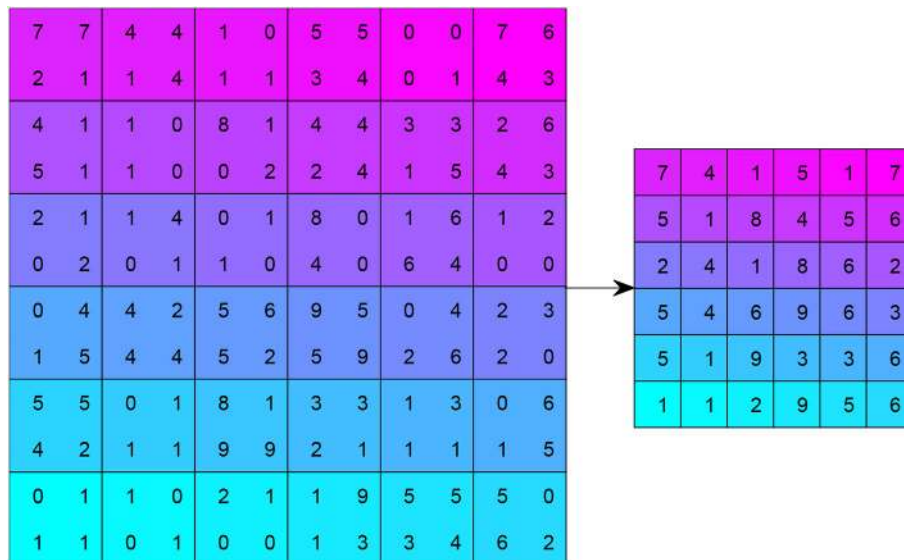 7 7 4 4 1 0 5 5 0 0 7 6
2 1 1 4 1 1 3 4 0 1 4 3
4 1 1 0 8 1 4 4 3 3 2 6
5 1 1 0 0 2 2 4 1 5 4 3
2 1 1 4 0 1 8 0 1 6 1 2
0 2 0 1 1 0 4 0 6 4 0 0
0 4 4 2 5 6 9 5 0 4 2 3
1 5 4 4 5 2 5 9 2 6 2 0
5 5 0 1 8 1 3 3 1 3 0 6
4 2 1 1 9 9 2 1 1 1 1 5
0 1 1 0 2 1 1 9 5 5 5 0
1 1 0 1 0 0 1 3 3 4 6 2
7 4 1 5 1 7
5 1 8 4 5 6
2 4 1 8 6 2
5 4 6 9 6 3
5 1 9 3 3 6
1 1 2 9 5 6